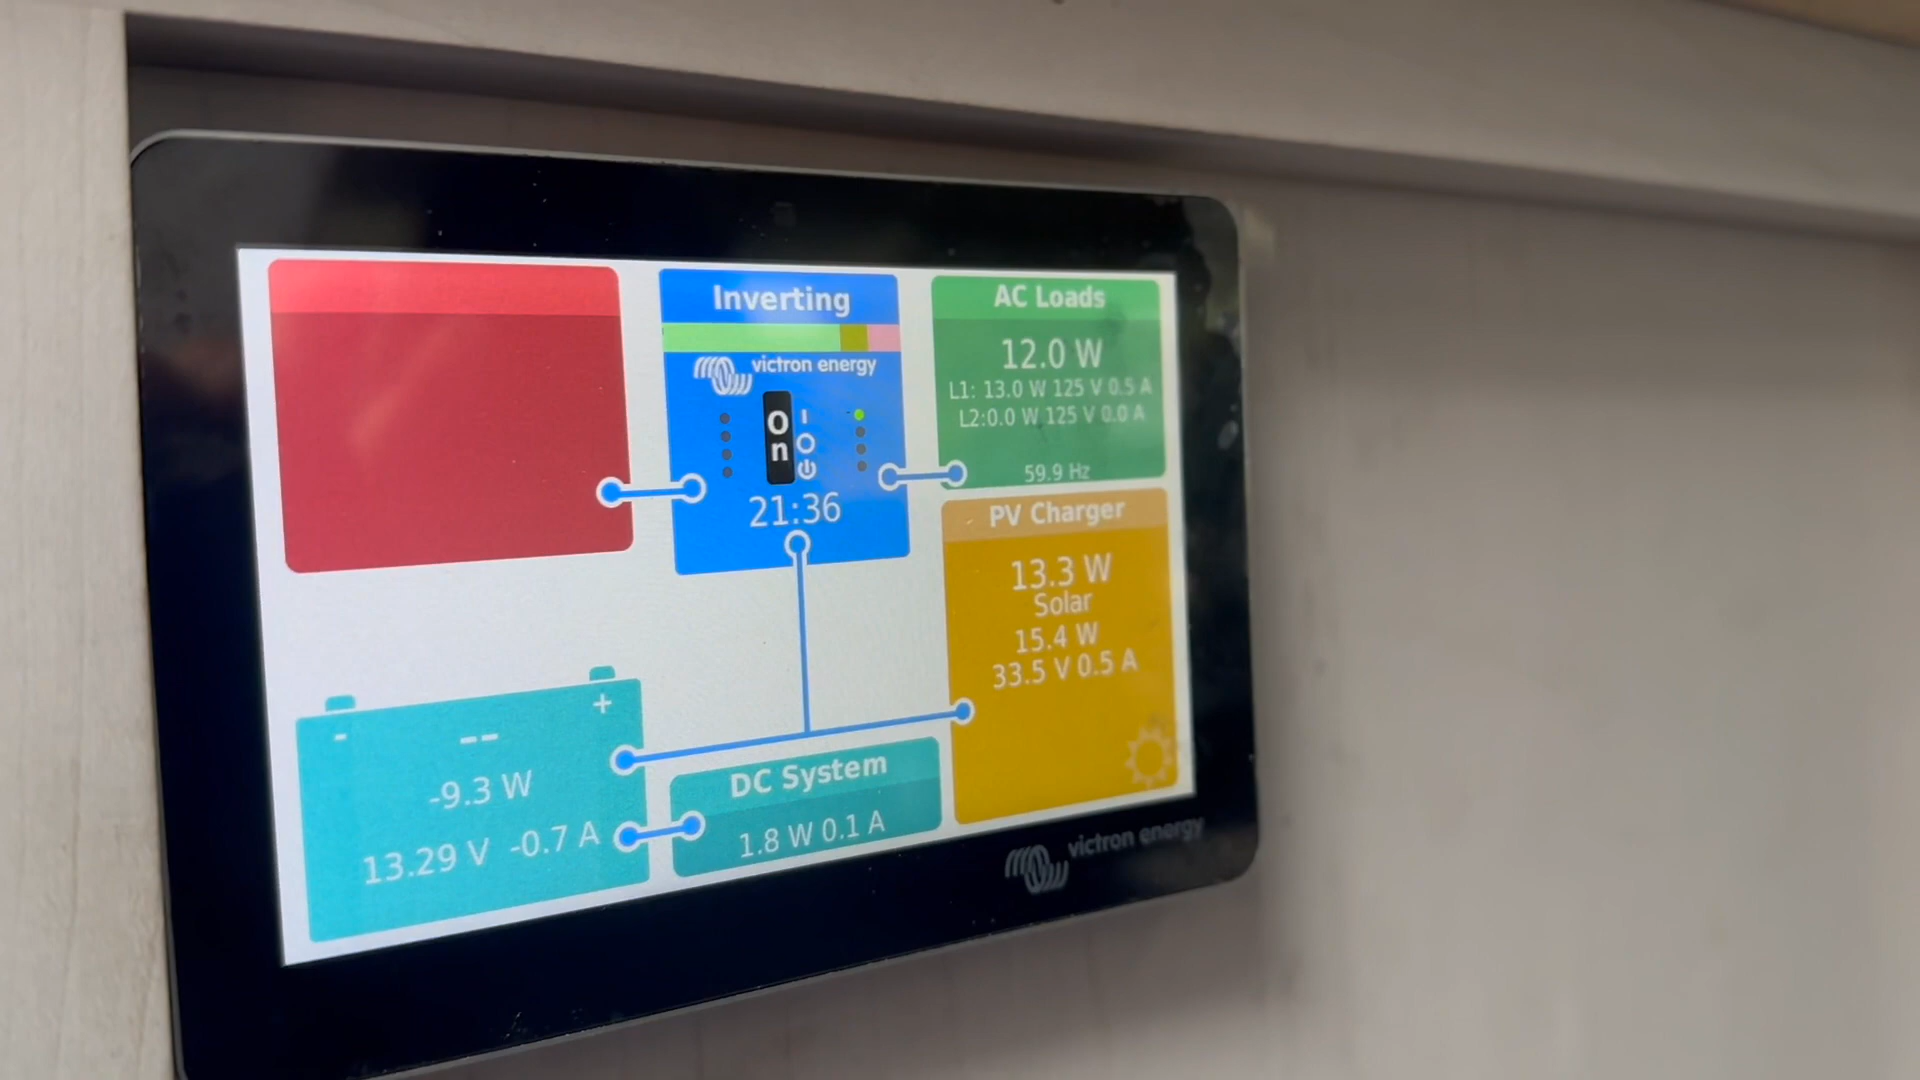 Inverting
victron energy
On
21:36
AC Loads
12.0 W
L1: 13.0 W 125 V 0.5 A
L2:0.0 W 125 V 0.0 A
59.9 Hz
PV Charger
13.3 W
Solar
15.4 W
33.5 V 0.5 A
- +
--
-9.3 W
13.29 V -0.7 A
DC System
1.8 W 0.1 A
victron energy